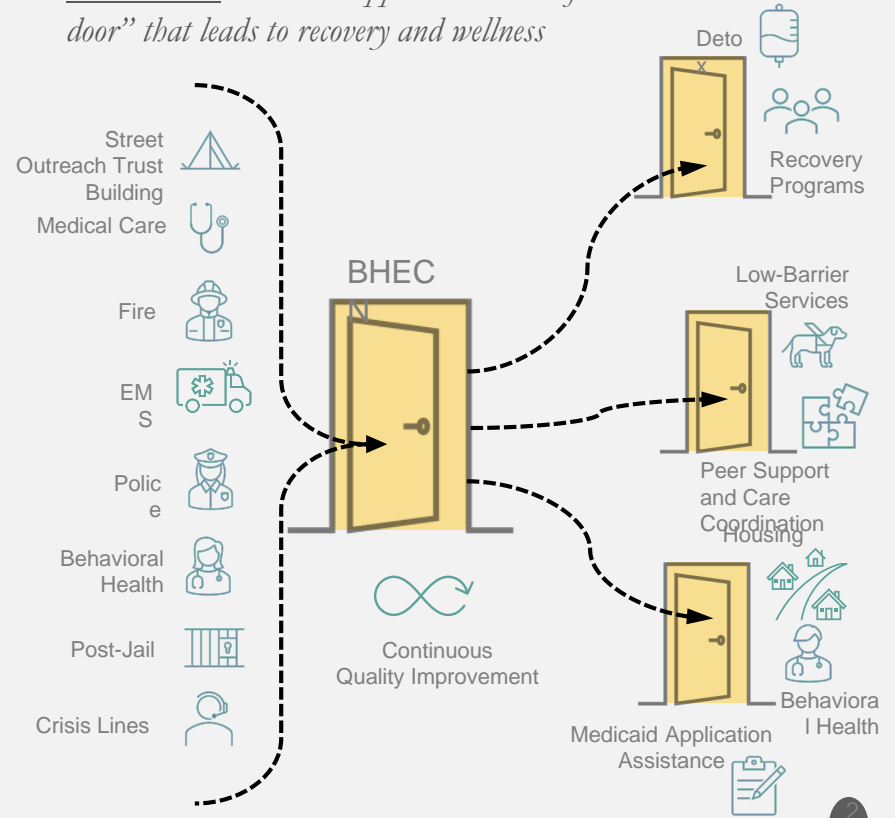 door” that leads to recovery and wellness
Street
Outreach Trust
Building
Medical Care
Fire
EM
S
Polic
e
Behavioral
Health
Post-Jail
Crisis Lines
BHEC
N
Continuous
Quality Improvement
Deto
x
Recovery
Programs
Low-Barrier
Services
Peer Support
and Care
Coordination
Housing
Behaviora
l Health
Medicaid Application
Assistance
2